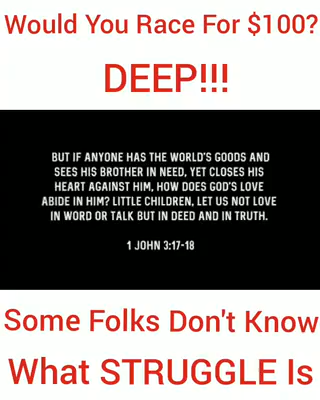 Would You Race For $100?
DEEP!!!
BUT IF ANYONE HAS THE WORLD'S GOODS AND
SEES HIS BROTHER IN NEED, YET CLOSES HIS
HEART AGAINST HIM, HOW DOES GOD'S LOVE
ABIDE IN HIM? LITTLE CHILDREN, LET US NOT LOVE
IN WORD OR TALK BUT IN DEED AND IN TRUTH.
1 JOHN 3:17-18
Some Folks Don't Know
What STRUGGLE Is